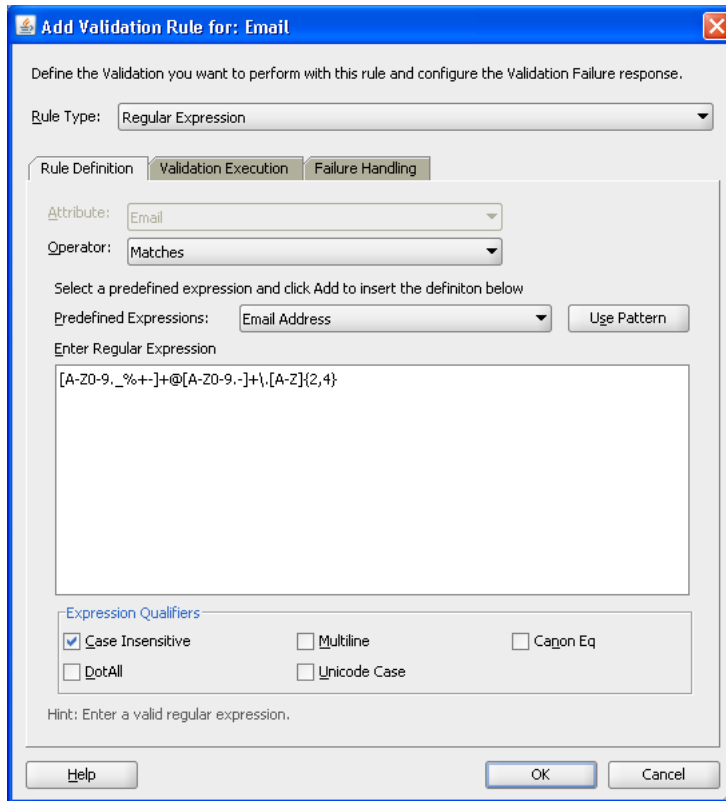 Add Validation Rule for: Email
Define the Validation you want to perform with this rule and configure the Validation Failure response.
Rule Type: Regular Expression
Rule Definition Validation Execution Failure Handling
Attribute: Email
Operator: Matches
Select a predefined expression and click Add to insert the definiton below
Predefined Expressions: Email Address Use Pattern
Enter Regular Expression
[A-Z0-9._%+-]+@[A-Z0-9.-]+\.[A-Z]{2,4}
Expression Qualifiers
Case Insensitive Multiline Canon Eq
DotAll Unicode Case
Hint: Enter a valid regular expression.
Help OK Cancel